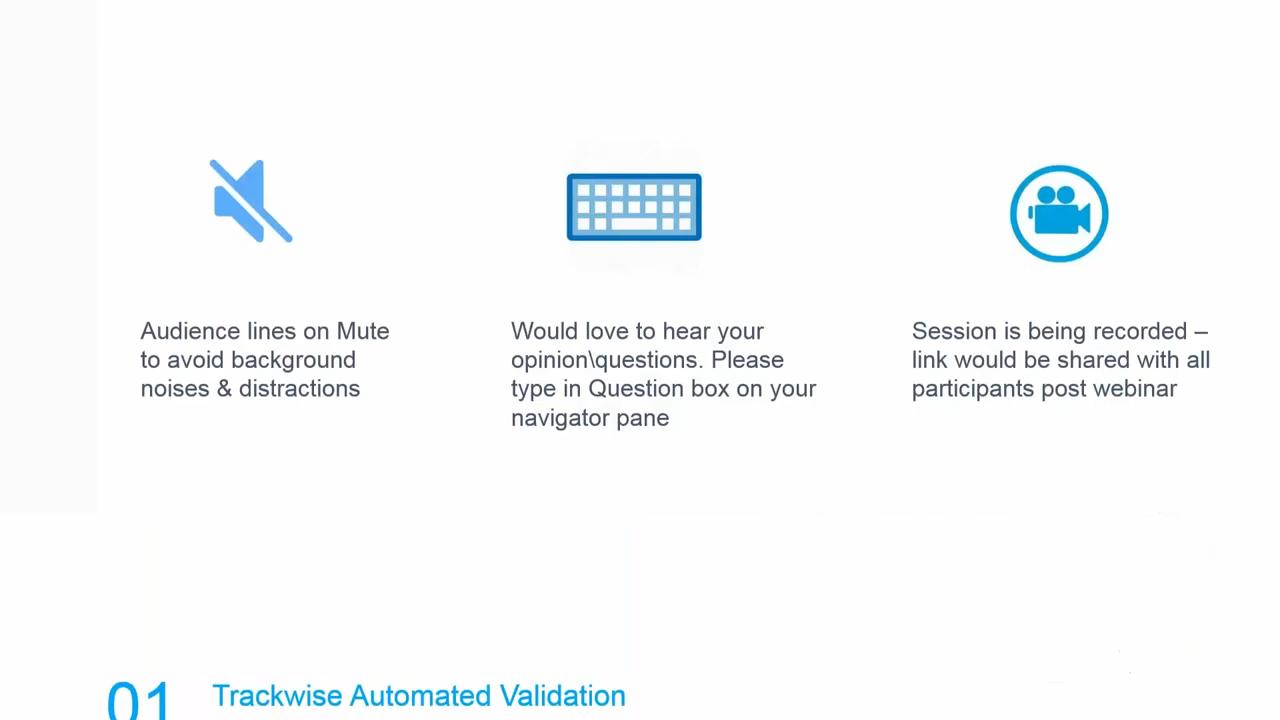 Audience lines on Mute
to avoid background
noises & distractions
Would love to hear your
opinion\questions. Please
type in Question box on your
navigator pane
Session is being recorded –
link would be shared with all
participants post webinar
01
Trackwise Automated Validation